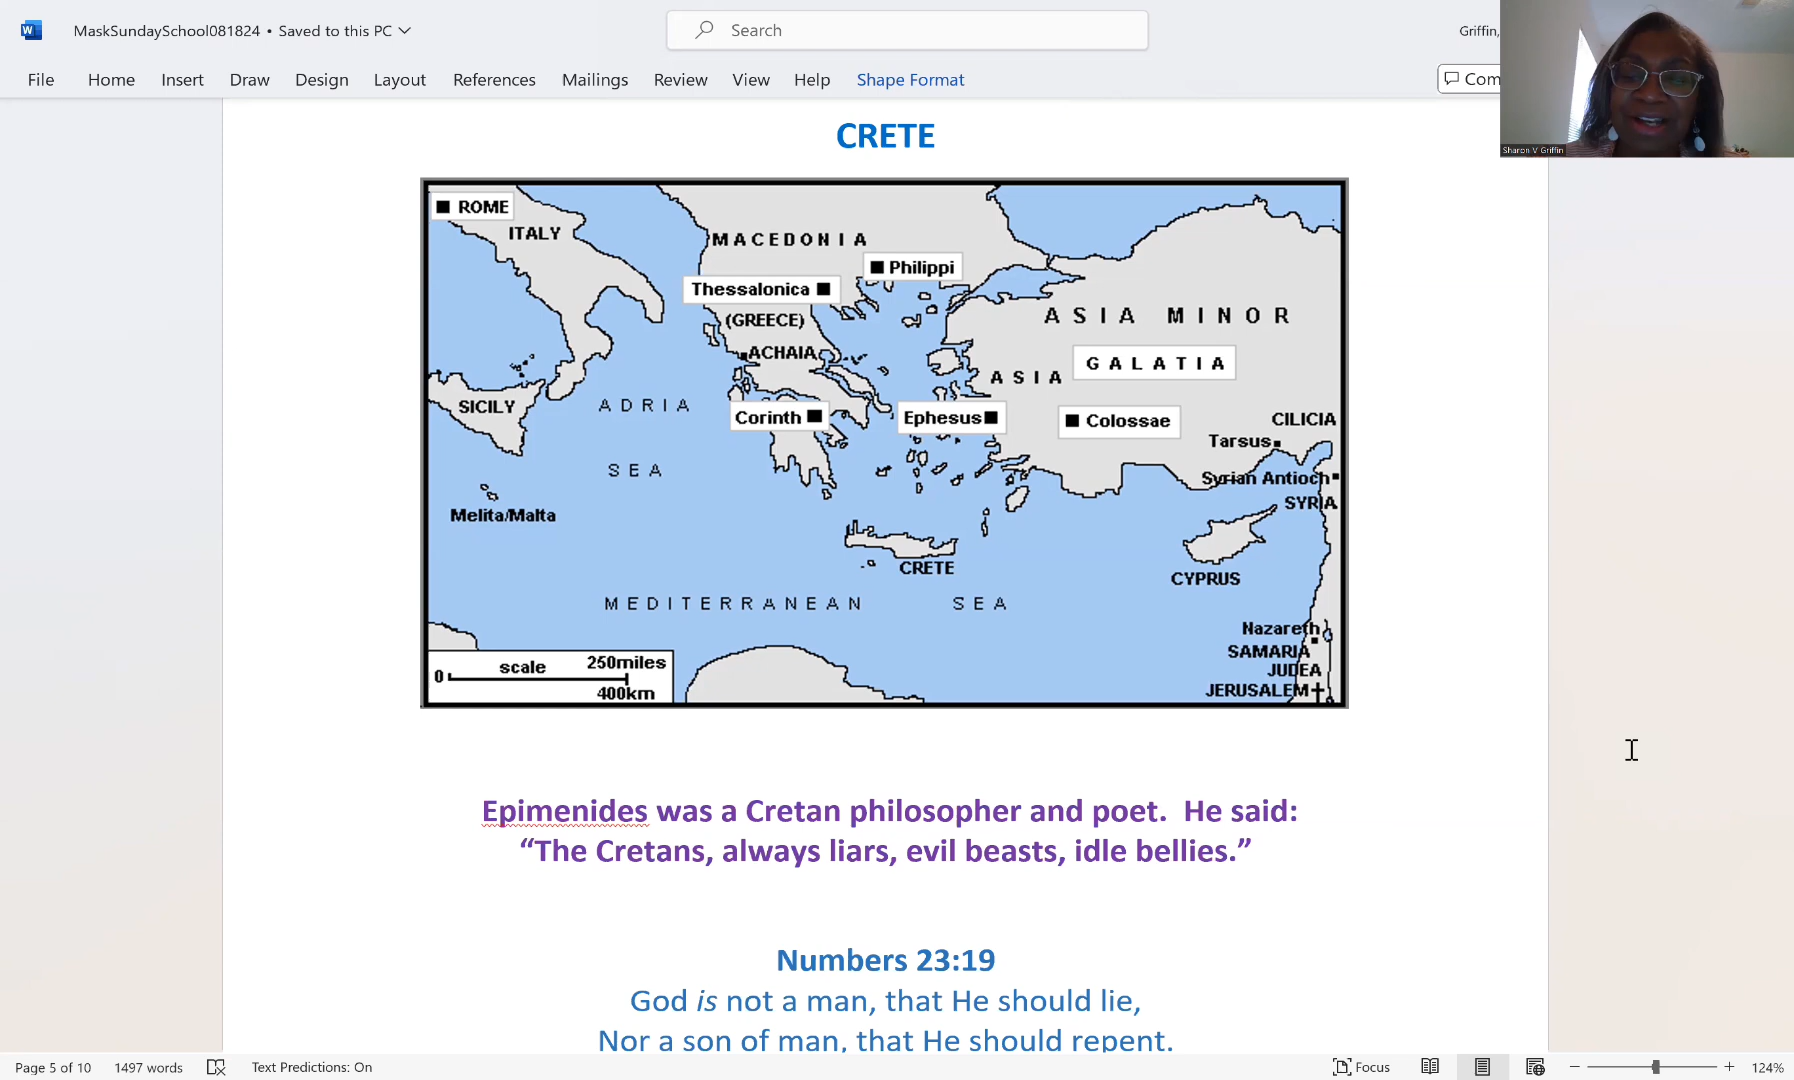 MaskSundaySchool081824 • Saved to this PC
Search
Griffin,
File Home Insert Draw Design Layout References Mailings Review View Help Shape Format
Com
Sharon V Griffin
CRETE
ROME
ITALY
MACEDONIA
Philippi
Thessalonica
(GREECE)
ASIA MINOR
ACHAIA
GALATIA
ASIA
SICILY
ADRIA
Corinth
Ephesus
Colossae
CILICIA
Tarsus
SEA
Syrian Antioch
SYRIA
Melita/Malta
CRETE
CYPRUS
MEDITERRANEAN SEA
Nazareth
SAMARIA
JUDEA
JERUSALEM
scale 250miles
0
400km
Epimenides was a Cretan philosopher and poet.  He said:
“The Cretans, always liars, evil beasts, idle bellies.”
Numbers 23:19
God is not a man, that He should lie,
Nor a son of man, that He should repent.
Page 5 of 10 1497 words Text Predictions: On Focus 124%